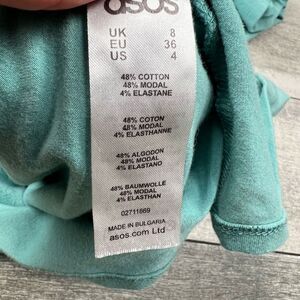 asos
UK 8
EU 36
US 4
48% COTTON
48% MODAL
4% ELASTANE
48% COTON
48% MODAL
4% ELASTHANNE
48% ALGODON
48% MODAL
4% ELASTANO
48% BAUMWOLLE
48% MODAL
4% ELASTHAN
02711869
MADE IN BULGARIA
asos.com Ltd